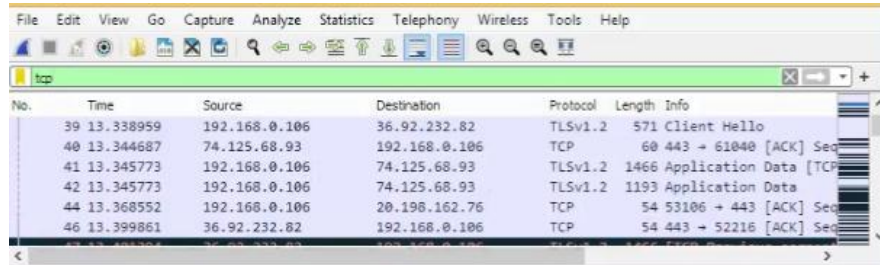 File Edit View Go Capture Analyze Statistics Telephony Wireless Tools Help
tcp
No. Time Source Destination Protocol Length Info
39 13.338959 192.168.0.106 36.92.232.82 TLSv1.2 571 Client Hello
40 13.344687 74.125.68.93 192.168.0.106 TCP 60 443 → 61040 [ACK] Seq
41 13.345773 192.168.0.106 74.125.68.93 TLSv1.2 1466 Application Data [TCP
42 13.345773 192.168.0.106 74.125.68.93 TLSv1.2 1193 Application Data
44 13.368552 192.168.0.106 20.198.162.76 TCP 54 53106 → 443 [ACK] Seq
46 13.399861 36.92.232.82 192.168.0.106 TCP 54 443 → 52216 [ACK] Seq